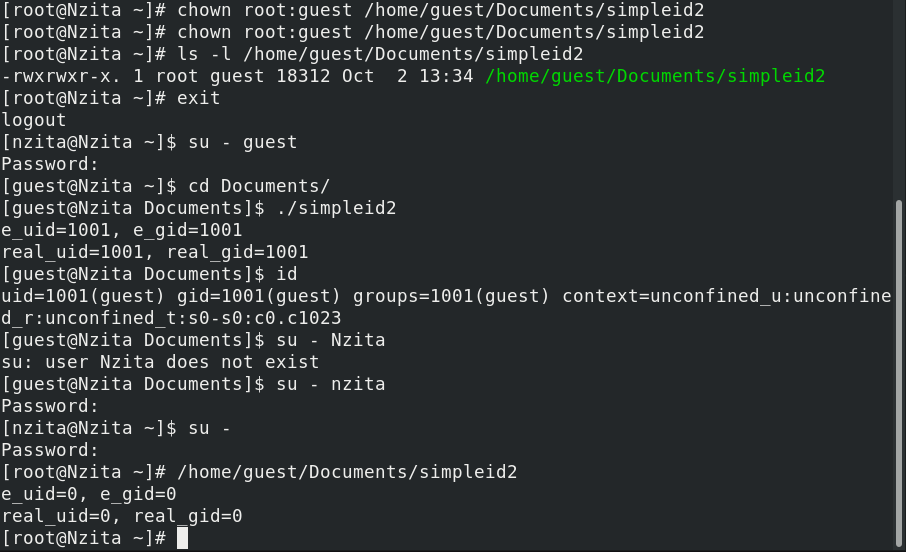 [root@Nzita ~]# chown root:guest /home/guest/Documents/simpleid2
[root@Nzita ~]# chown root:guest /home/guest/Documents/simpleid2
[root@Nzita ~]# ls -l /home/guest/Documents/simpleid2
-rwxrwxr-x. 1 root guest 18312 Oct  2 13:34 /home/guest/Documents/simpleid2
[root@Nzita ~]# exit
logout
[nzita@Nzita ~]$ su - guest
Password:
[guest@Nzita ~]$ cd Documents/
[guest@Nzita Documents]$ ./simpleid2
e_uid=1001, e_gid=1001
real_uid=1001, real_gid=1001
[guest@Nzita Documents]$ id
uid=1001(guest) gid=1001(guest) groups=1001(guest) context=unconfined_u:unconfine
d_r:unconfined_t:s0-s0:c0.c1023
[guest@Nzita Documents]$ su - Nzita
su: user Nzita does not exist
[guest@Nzita Documents]$ su - nzita
Password:
[nzita@Nzita ~]$ su -
Password:
[root@Nzita ~]# /home/guest/Documents/simpleid2
e_uid=0, e_gid=0
real_uid=0, real_gid=0
[root@Nzita ~]#